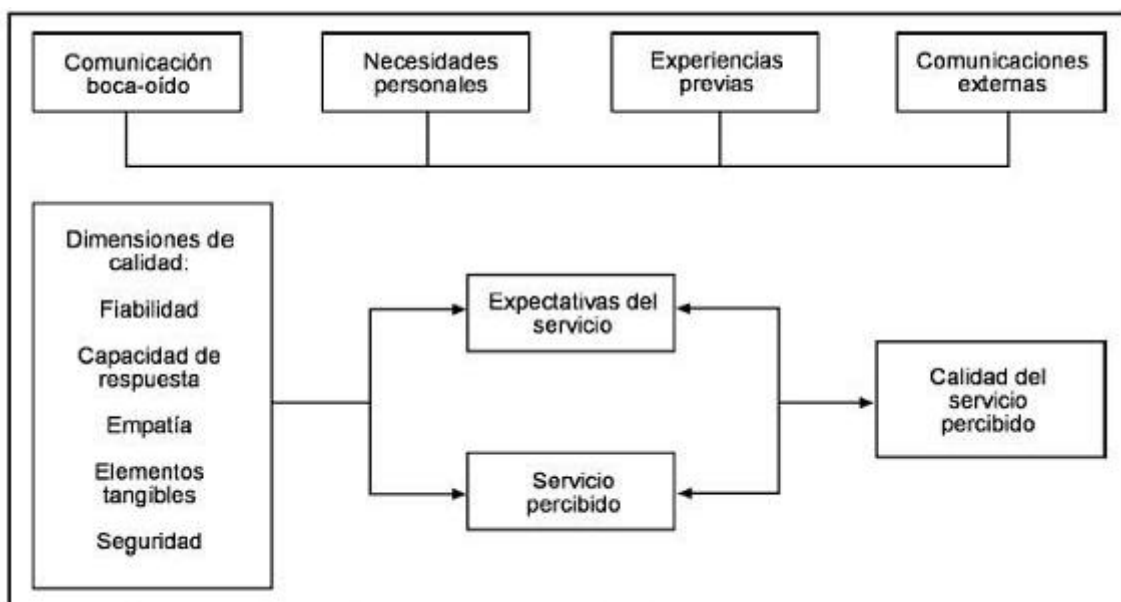 Comunicación
boca-oído
Necesidades
personales
Experiencias
previas
Comunicaciones
externas
Dimensiones de
calidad:
Fiabilidad
Capacidad de
respuesta
Empatía
Elementos
tangibles
Seguridad
Expectativas del
servicio
Servicio
percibido
Calidad del
servicio
percibido